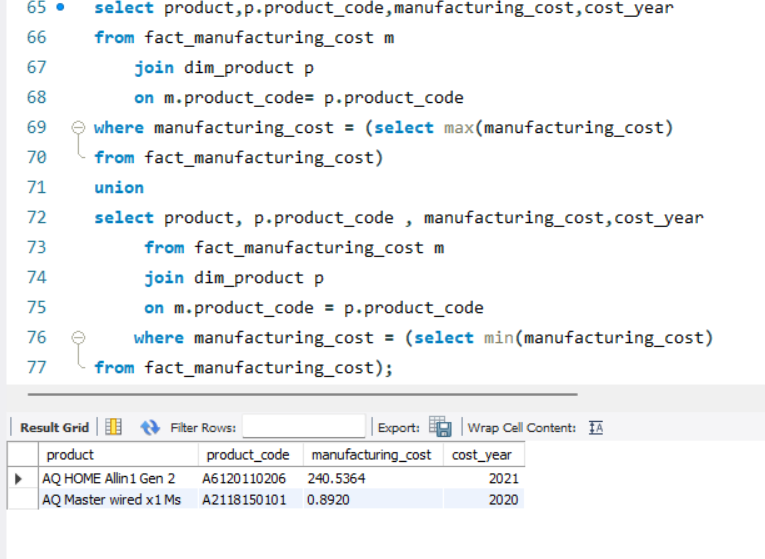 65 select product,p.product_code,manufacturing_cost,cost_year
66 from fact_manufacturing_cost m
67 join dim_product p
68 on m.product_code= p.product_code
69 where manufacturing_cost = (select max(manufacturing_cost)
70 from fact_manufacturing_cost)
71 union
72 select product, p.product_code , manufacturing_cost,cost_year
73 from fact_manufacturing_cost m
74 join dim_product p
75 on m.product_code = p.product_code
76 where manufacturing_cost = (select min(manufacturing_cost)
77 from fact_manufacturing_cost);
Result Grid Filter Rows: Export: Wrap Cell Content: IA
product product_code manufacturing_cost cost_year
AQ HOME Allin1 Gen 2 A6120110206 240.5364 2021
AQ Master wired x1 Ms A2118150101 0.8920 2020